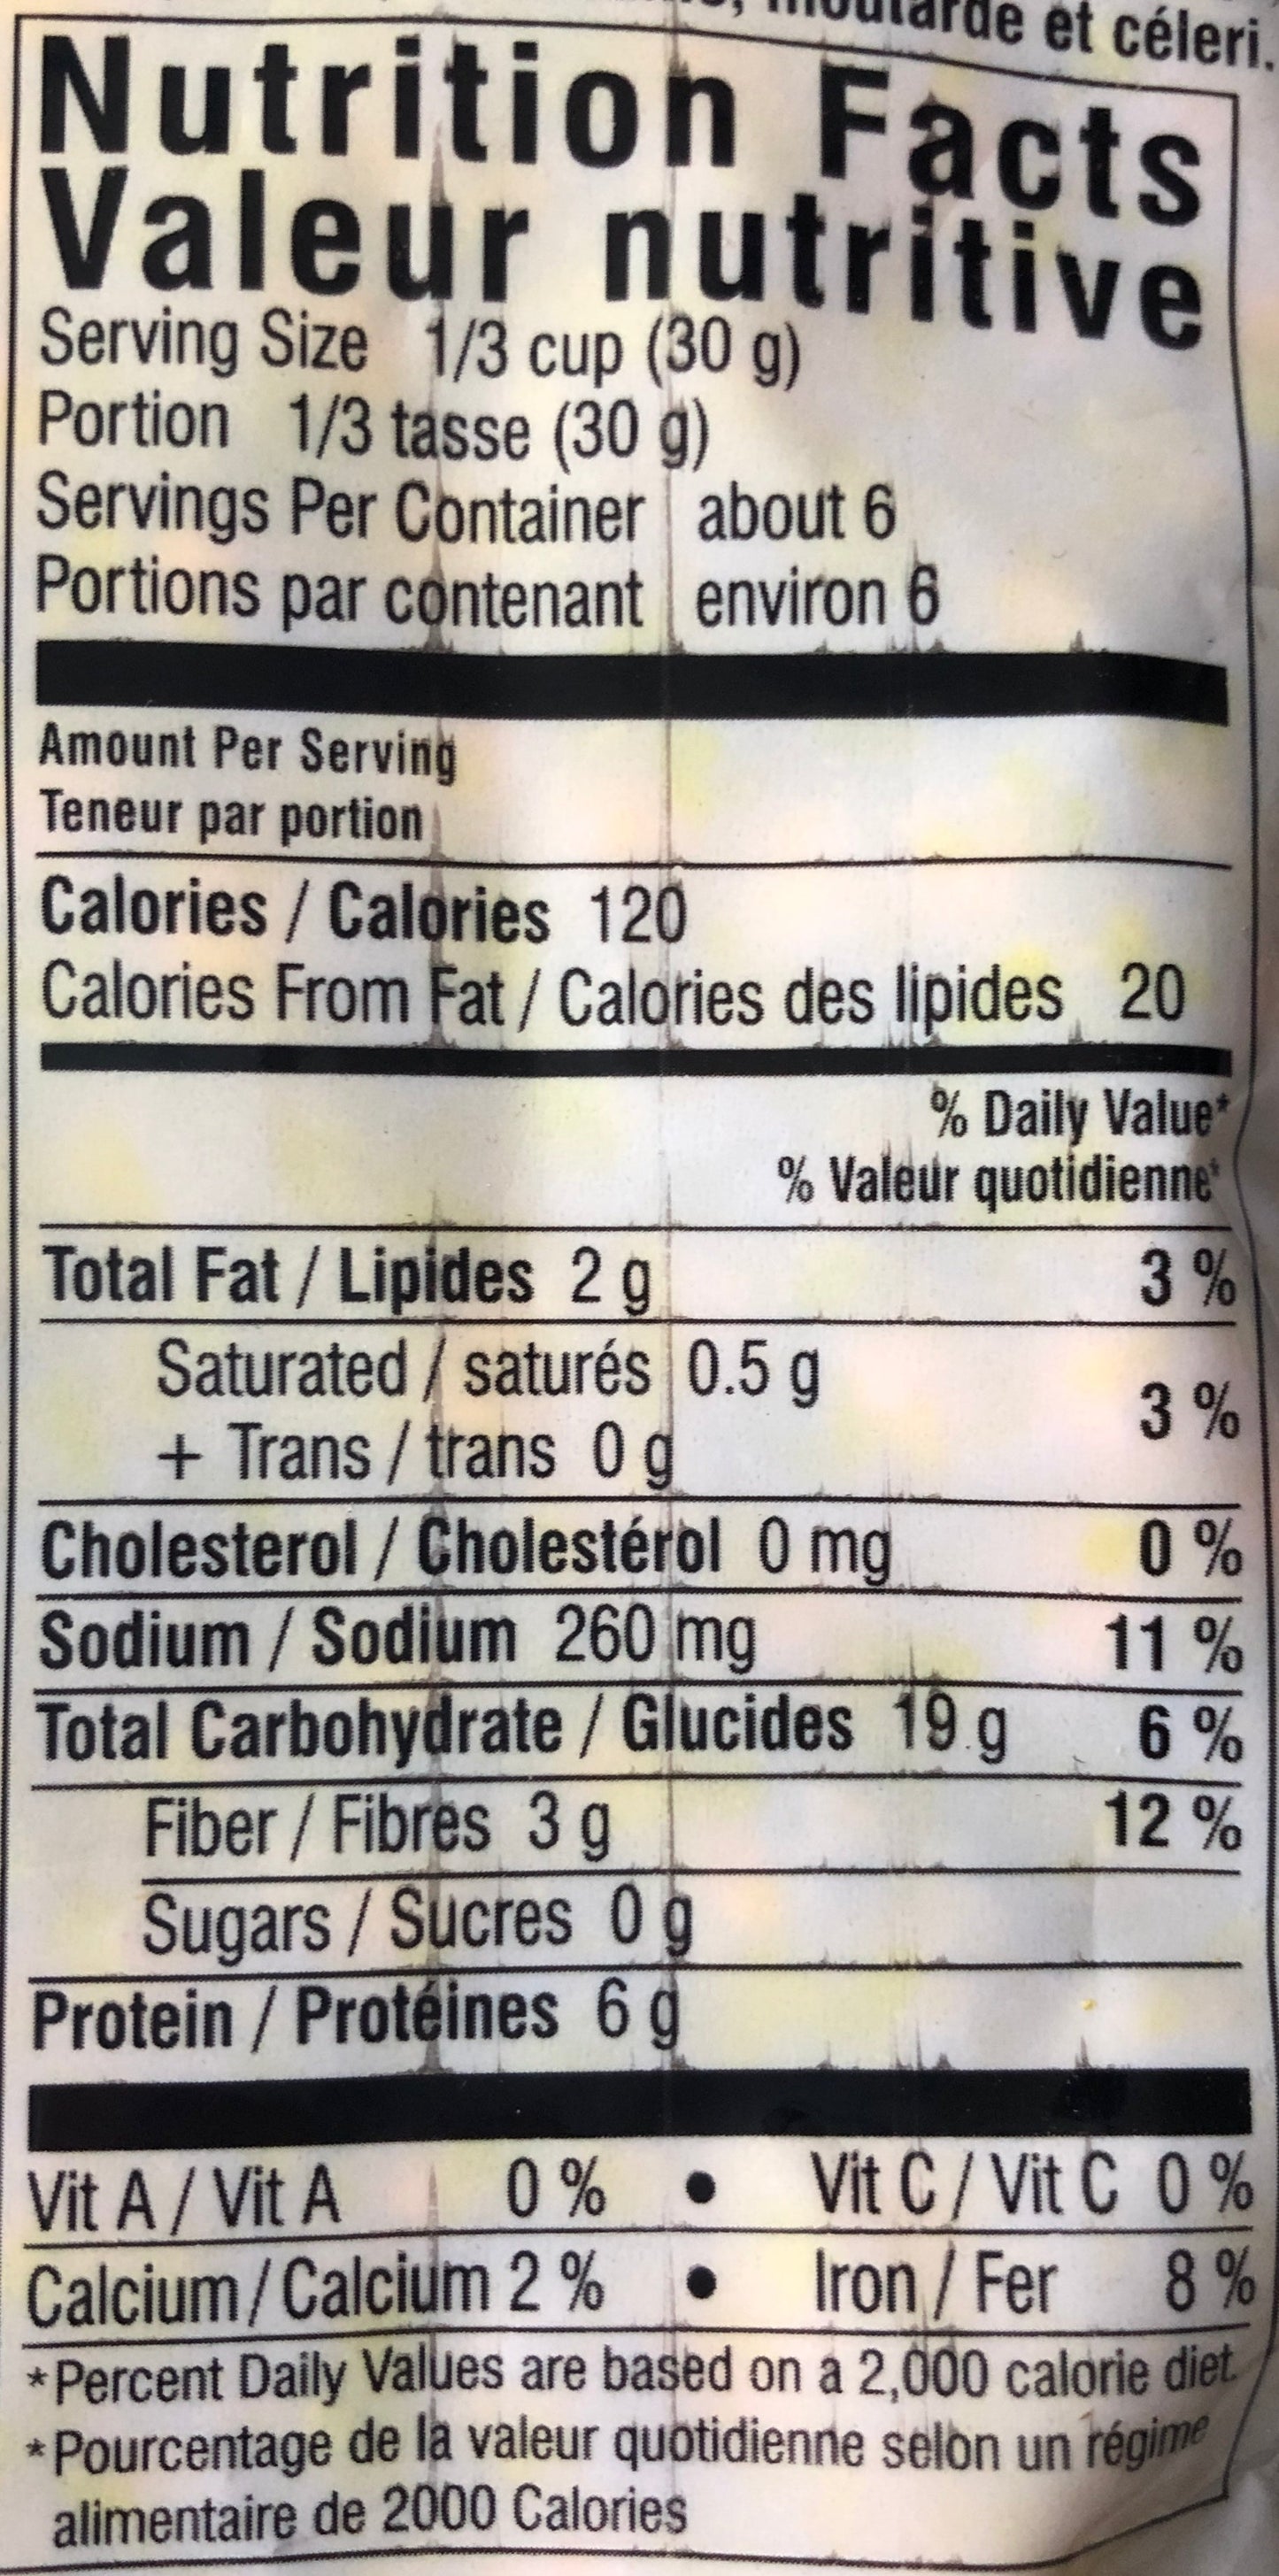 moutarde et céleri.
Nutrition Facts
Valeur nutritive
Serving Size 1/3 cup (30 g)
Portion 1/3 tasse (30 g)
Servings Per Container about 6
Portions par contenant environ 6
Amount Per Serving
Teneur par portion
Calories / Calories 120
Calories From Fat / Calories des lipides 20
% Daily Value*
% Valeur quotidienne*
Total Fat / Lipides 2 g 3 %
Saturated / saturés 0.5 g
+ Trans / trans 0 g 3 %
Cholesterol / Cholestérol 0 mg 0 %
Sodium / Sodium 260 mg 11 %
Total Carbohydrate / Glucides 19 g 6 %
Fiber / Fibres 3 g 12 %
Sugars / Sucres 0 g
Protein / Protéines 6 g
Vit A / Vit A 0 % • Vit C / Vit C 0 %
Calcium / Calcium 2 % • Iron / Fer 8 %
*Percent Daily Values are based on a 2,000 calorie diet.
*Pourcentage de la valeur quotidienne selon un régime
alimentaire de 2000 Calories